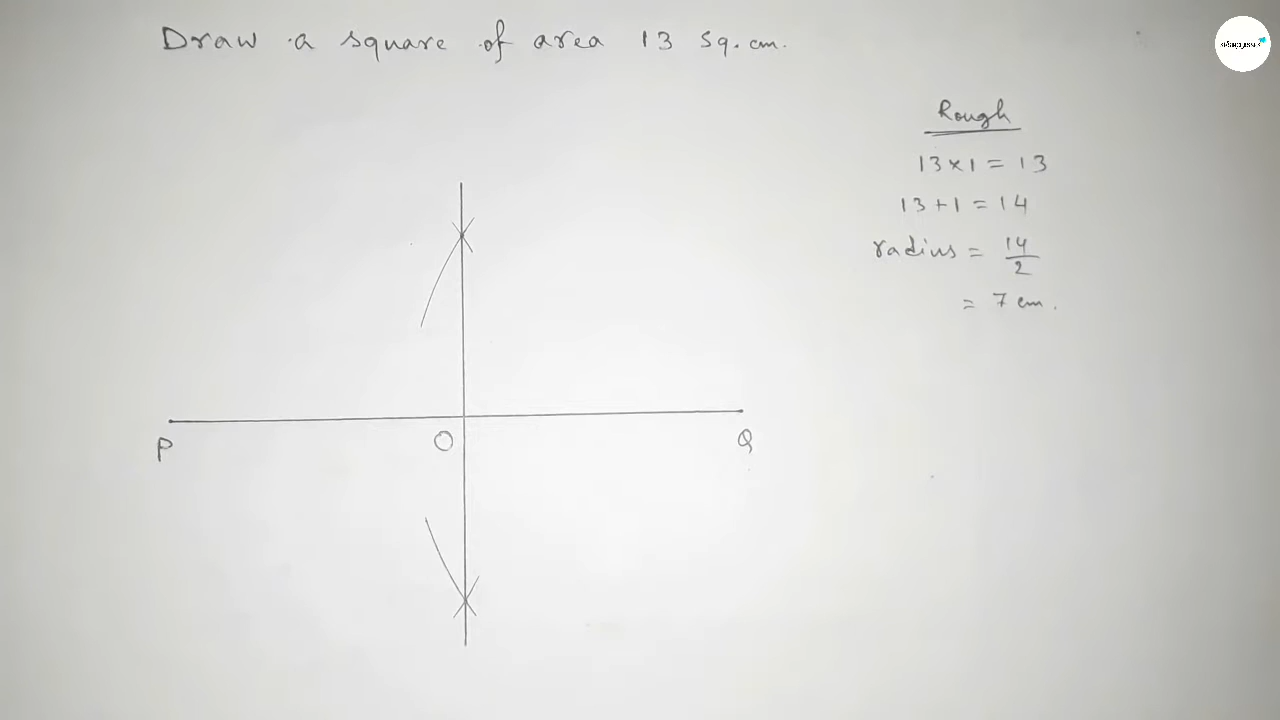 Draw a square of area 13 sq. cm.
Rough
13 × 1 = 13
13 + 1 = 14
radius = 14/2
= 7 cm.
P O Q